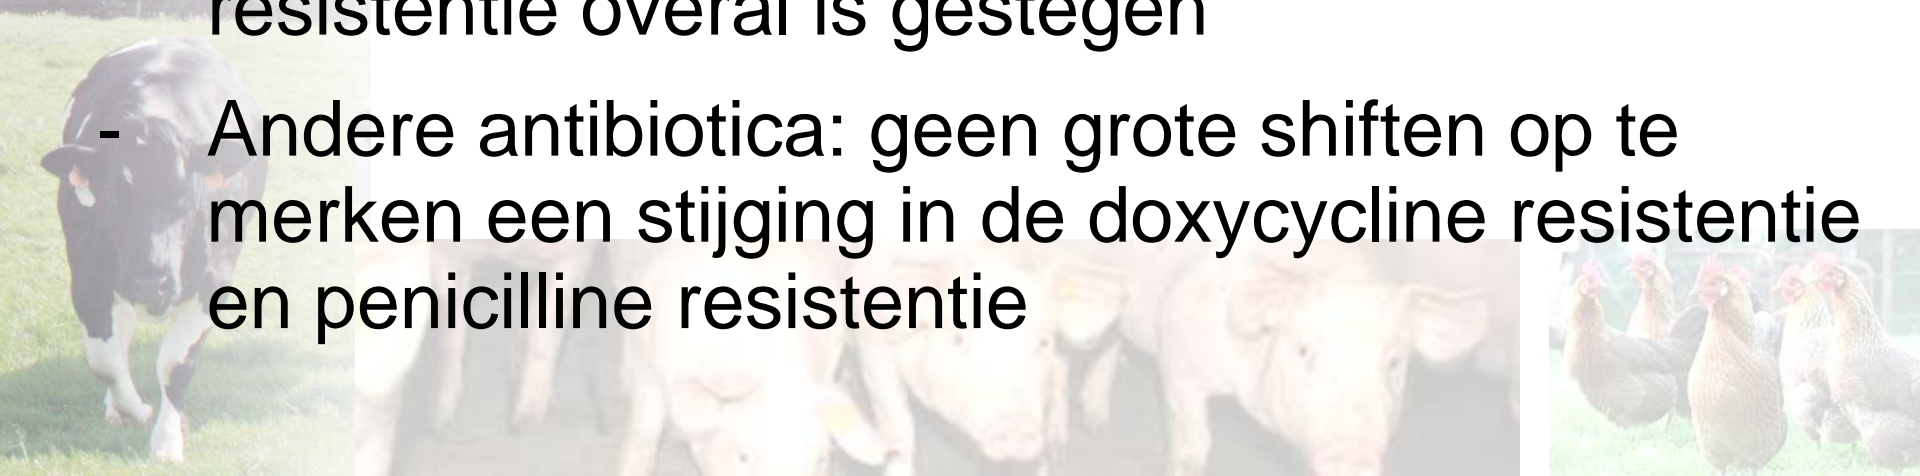 resistentie overal is gestegen
- Andere antibiotica: geen grote shiften op te
merken een stijging in de doxycycline resistentie
en penicilline resistentie